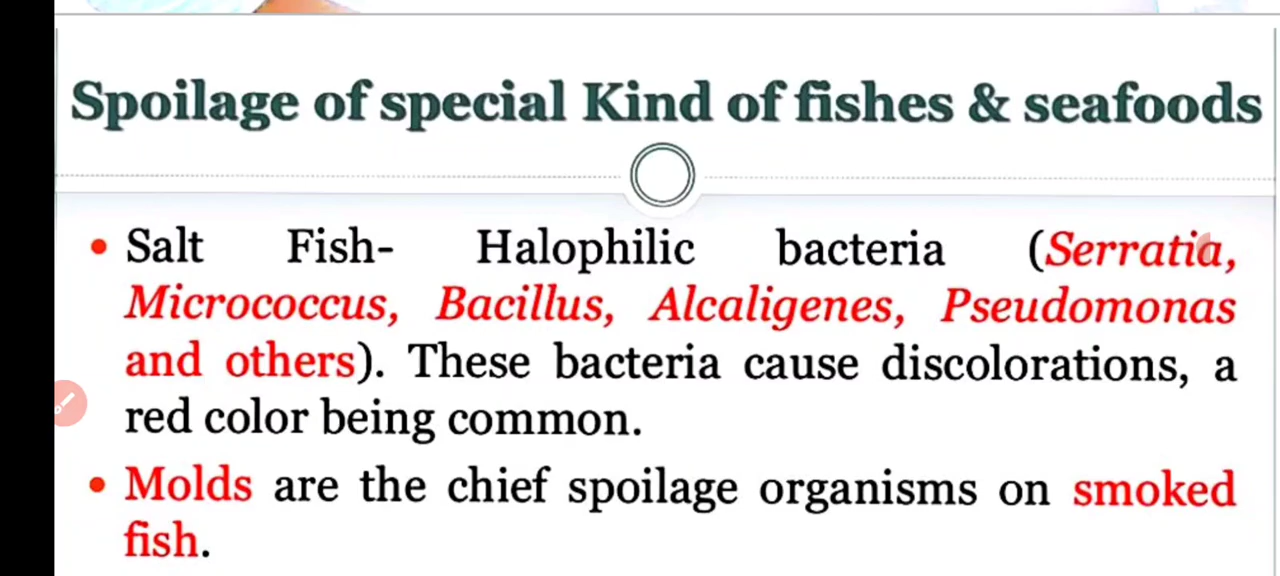 Spoilage of special Kind of fishes & seafoods
• Salt Fish- Halophilic bacteria (Serratia,
Micrococcus, Bacillus, Alcaligenes, Pseudomonas
and others). These bacteria cause discolorations, a
red color being common.
• Molds are the chief spoilage organisms on smoked
fish.